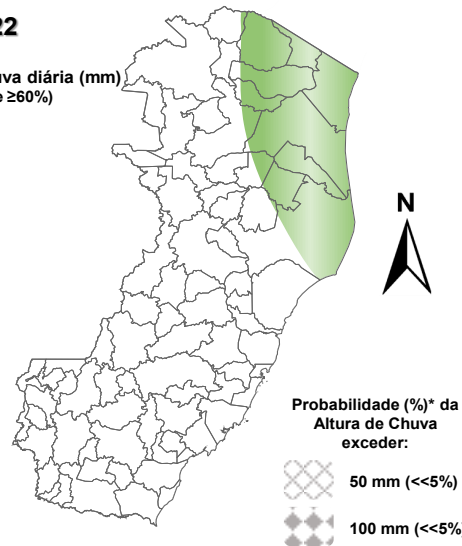 22
uva diária (mm)
e ≥60%)
N
Probabilidade (%)* da
Altura de Chuva
exceder:
50 mm (<<5%)
100 mm (<<5%